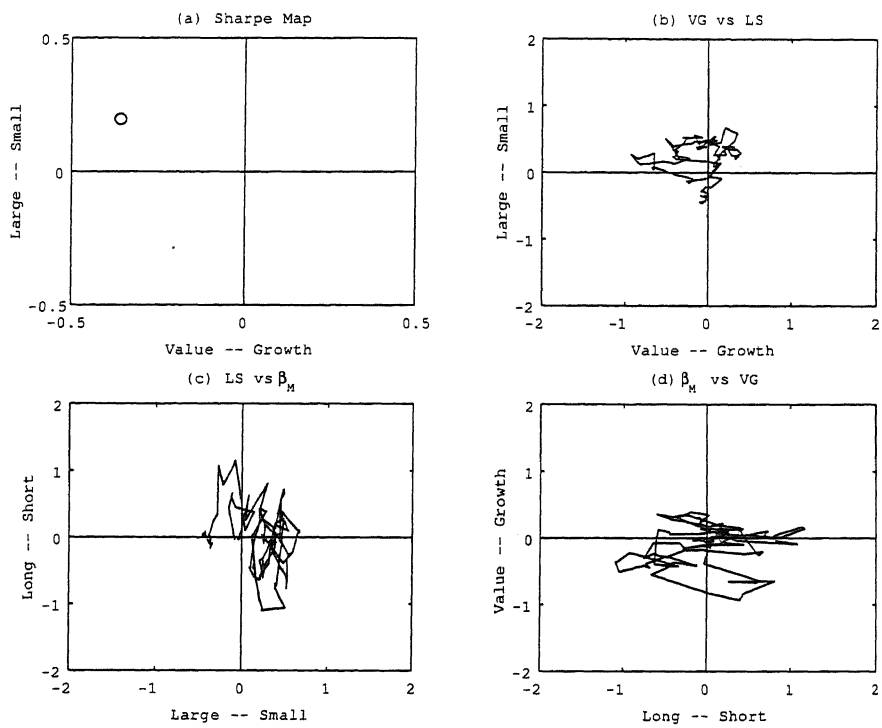 (a) Sharpe Map
0.5
0
-0.5
Large -- Small
-0.5 0 0.5
Value -- Growth
(b) VG vs LS
2
1
0
-1
-2
Large -- Small
-2 -1 0 1 2
Value -- Growth
(c) LS vs β_M
2
1
0
-1
-2
Long -- Short
-2 -1 0 1 2
Large -- Small
(d) β_M vs VG
2
1
0
-1
-2
Value -- Growth
-2 -1 0 1 2
Long -- Short